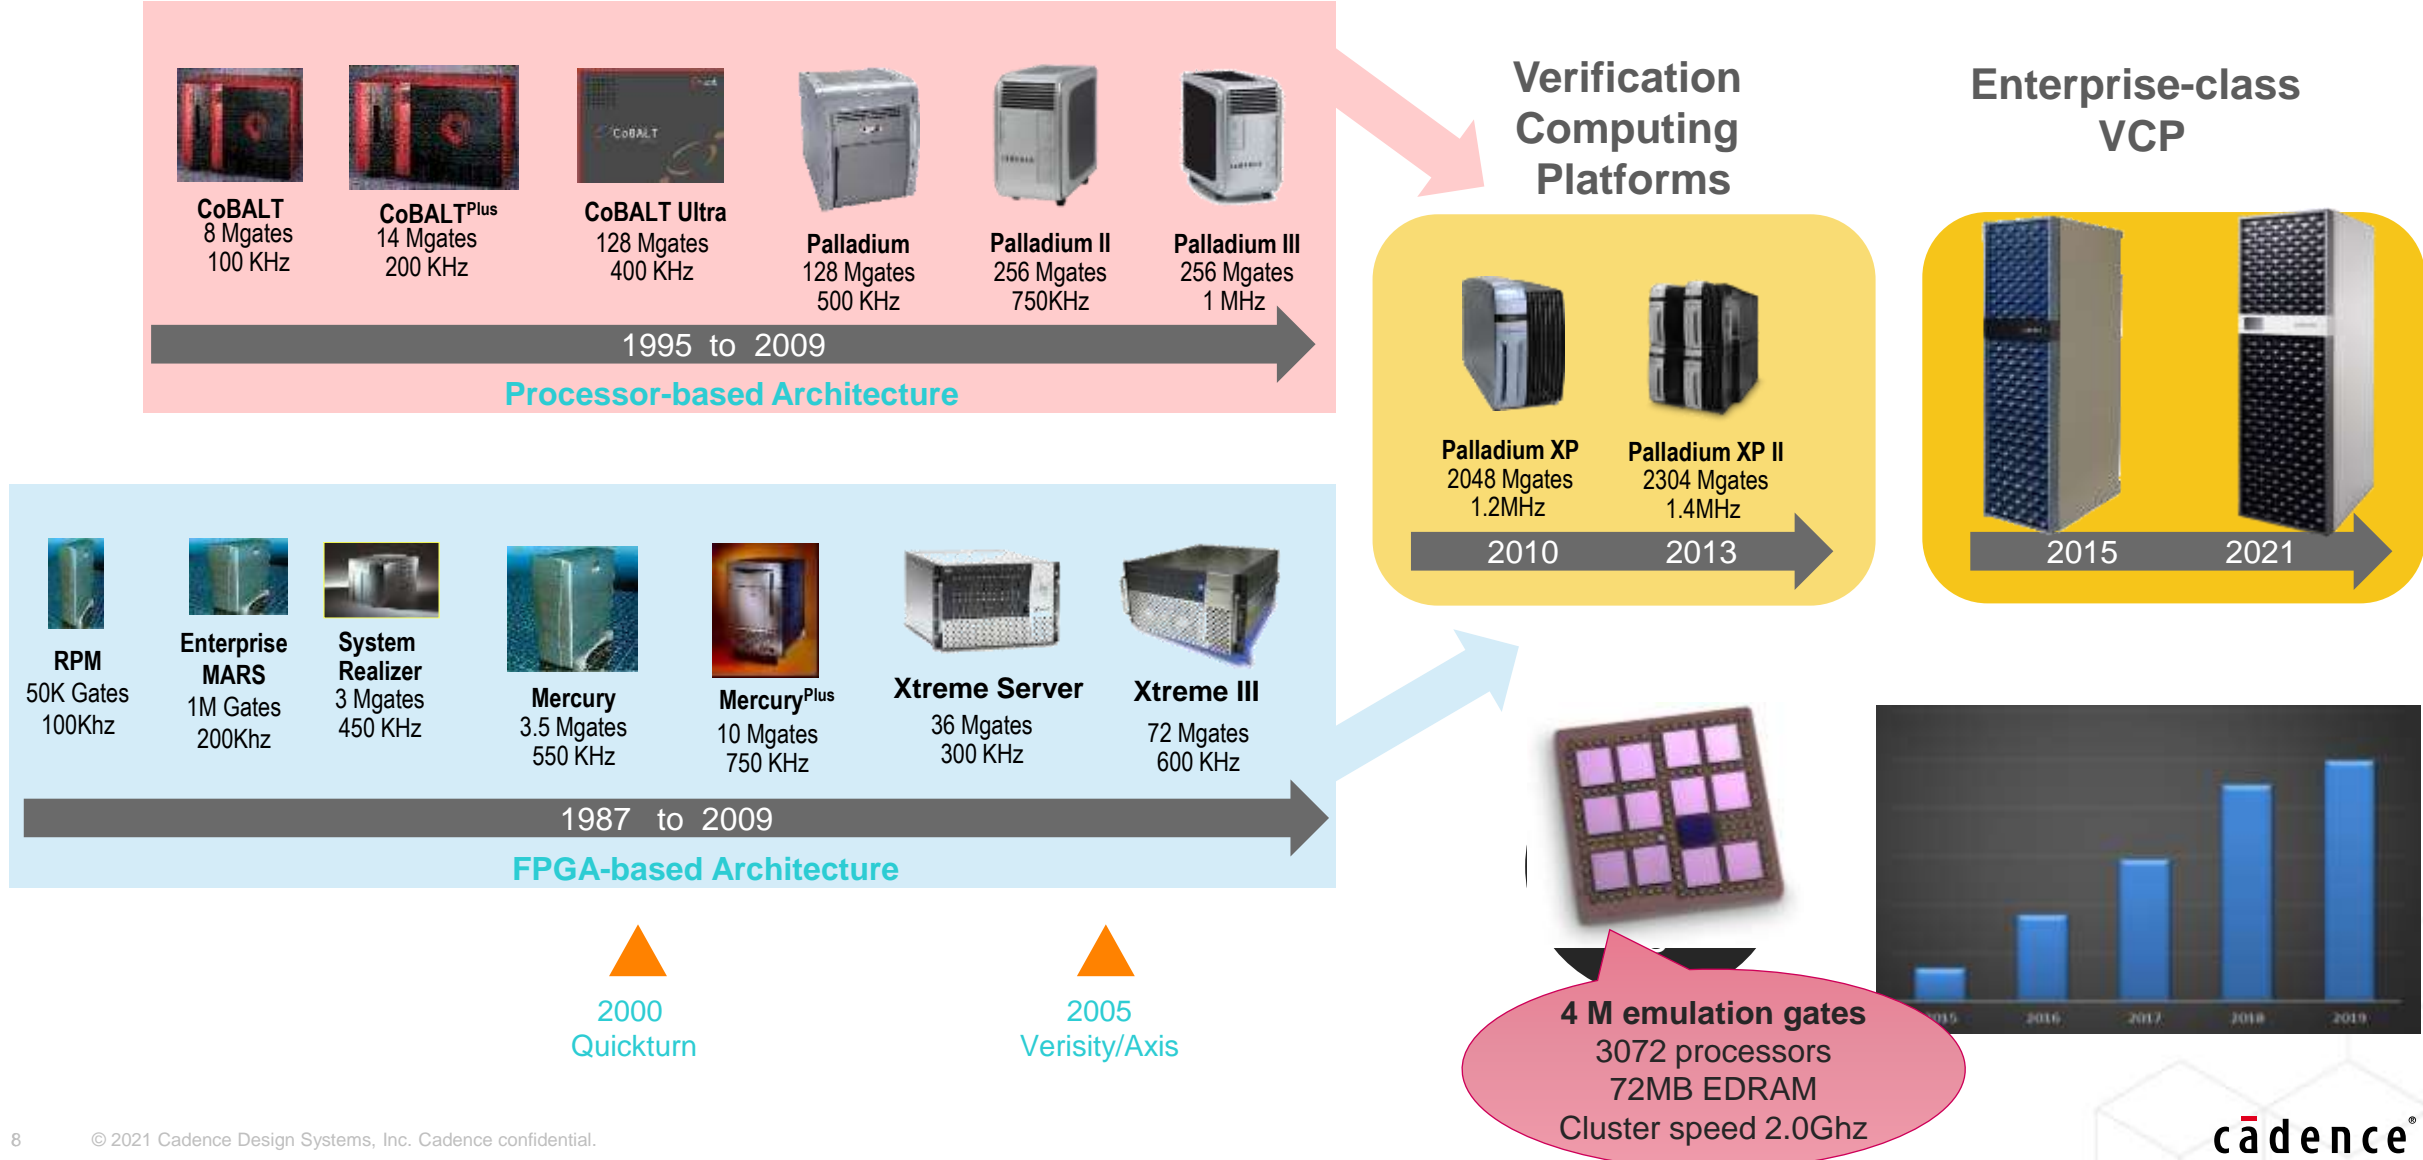 CoBALT
8 Mgates
100 KHz
CoBALTPlus
14 Mgates
200 KHz
CoBALT
CoBALT Ultra
128 Mgates
400 KHz
Palladium
128 Mgates
500 KHz
Palladium II
256 Mgates
750KHz
Palladium III
256 Mgates
1 MHz
1995 to 2009
Processor-based Architecture
Verification
Computing
Platforms
Enterprise-class
VCP
Palladium XP
2048 Mgates
1.2MHz
Palladium XP II
2304 Mgates
1.4MHz
2010
2013
2015
2021
RPM
50K Gates
100Khz
Enterprise
MARS
1M Gates
200Khz
System
Realizer
3 Mgates
450 KHz
Mercury
3.5 Mgates
550 KHz
MercuryPlus
10 Mgates
750 KHz
Xtreme Server
36 Mgates
300 KHz
Xtreme III
72 Mgates
600 KHz
1987 to 2009
FPGA-based Architecture
2000
Quickturn
2005
Verisity/Axis
4 M emulation gates
3072 processors
72MB EDRAM
Cluster speed 2.0Ghz
2016
2017
2018
2019
8
© 2021 Cadence Design Systems, Inc. Cadence confidential.
cādence®